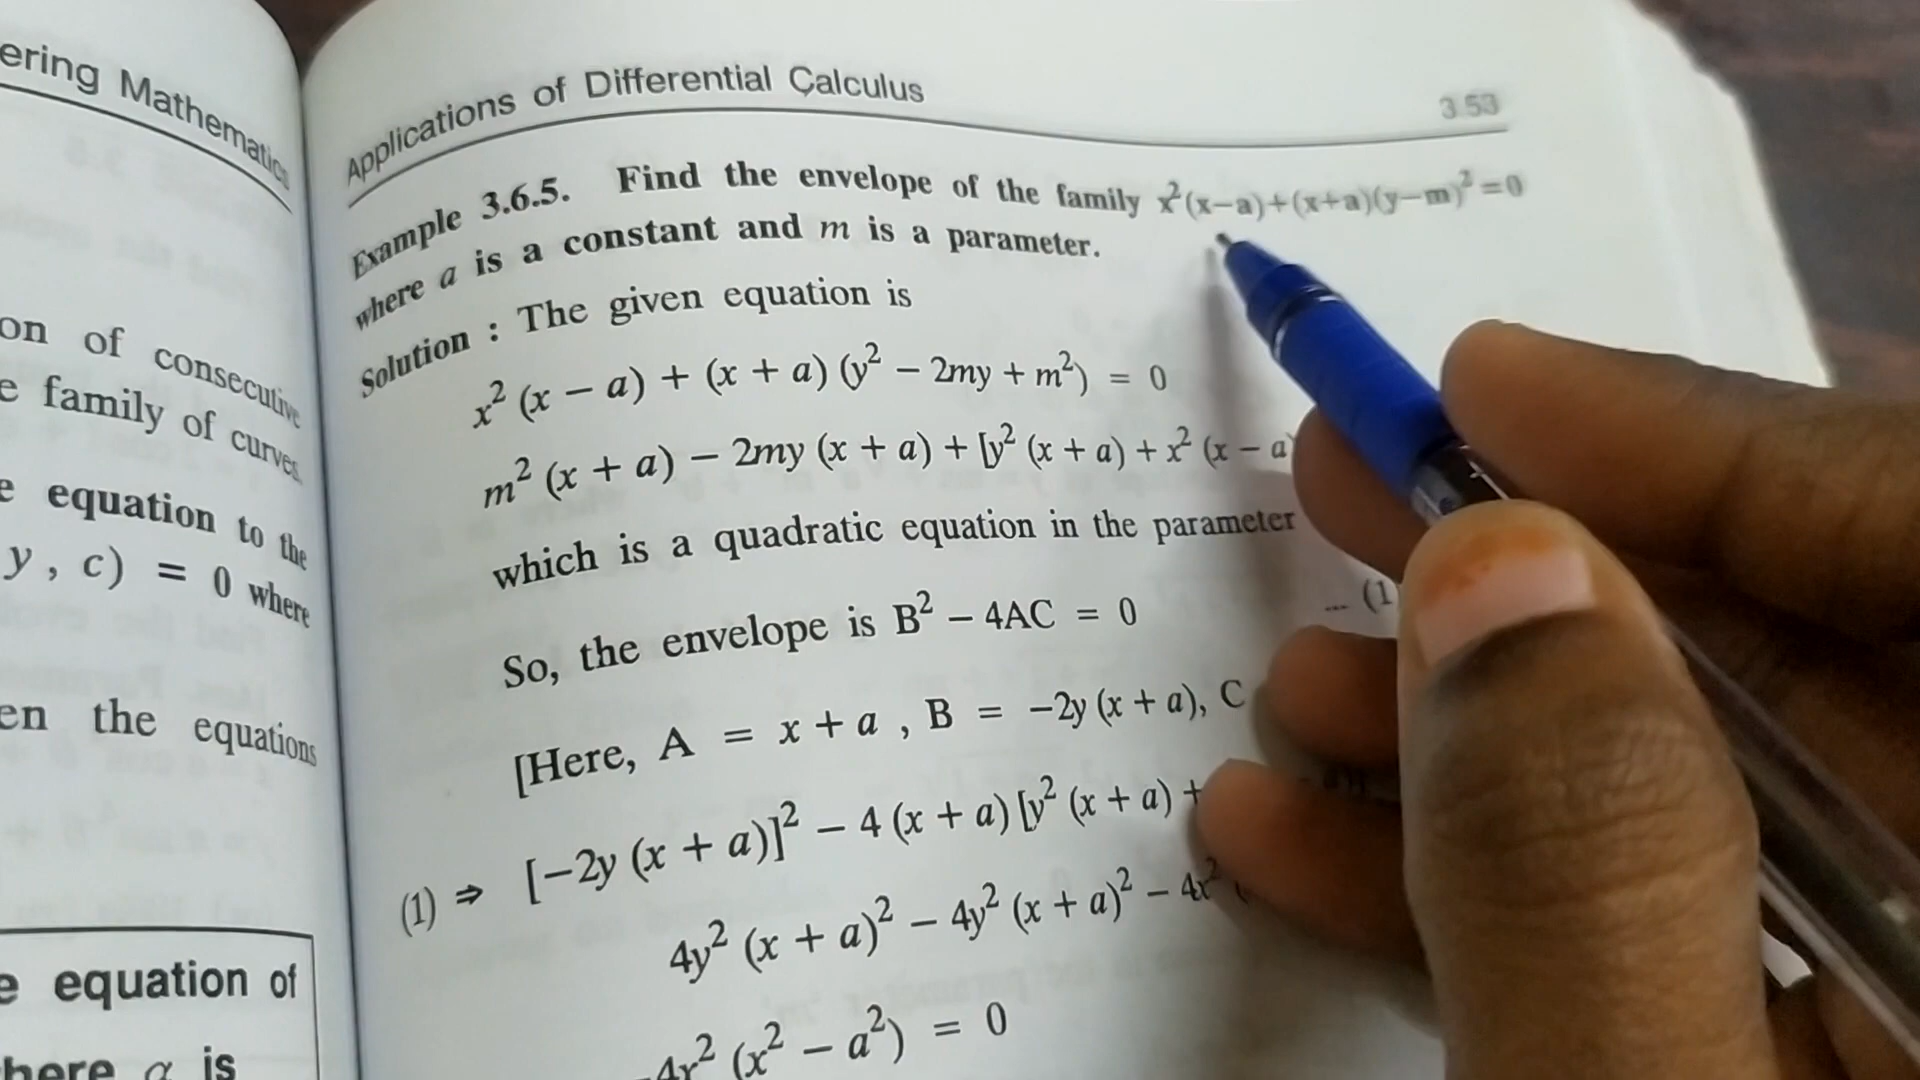 ering Mathematics
on of consecutive
e family of curves
e equation to the
y , c) = 0 where
en the equations
e equation of
here α is
Applications of Differential Calculus 3.53
Example 3.6.5. Find the envelope of the family x²(x−a)+(x+a)(y−m)²=0
where a is a constant and m is a parameter.
Solution : The given equation is
x² (x − a) + (x + a) (y² − 2my + m²) = 0
m² (x + a) − 2my (x + a) + [y² (x + a) + x² (x − a
which is a quadratic equation in the parameter
So, the envelope is B² − 4AC = 0 ... (1
[Here, A = x + a , B = −2y (x + a), C
(1) ⇒ [−2y (x + a)]² − 4 (x + a) [y² (x + a) +
4y² (x + a)² − 4y² (x + a)² − 4x²
−4x² (x² − a²) = 0